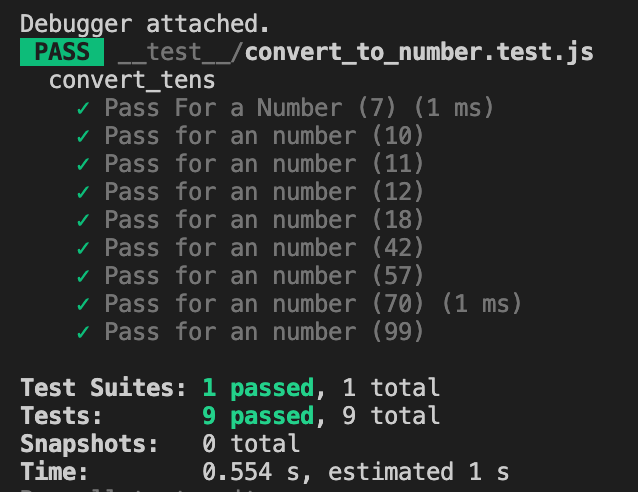 Debugger attached.
PASS __test__/convert_to_number.test.js
convert_tens
✓ Pass For a Number (7) (1 ms)
✓ Pass for an number (10)
✓ Pass for an number (11)
✓ Pass for an number (12)
✓ Pass for an number (18)
✓ Pass for an number (42)
✓ Pass for an number (57)
✓ Pass for an number (70) (1 ms)
✓ Pass for an number (99)
Test Suites: 1 passed, 1 total
Tests: 9 passed, 9 total
Snapshots: 0 total
Time: 0.554 s, estimated 1 s